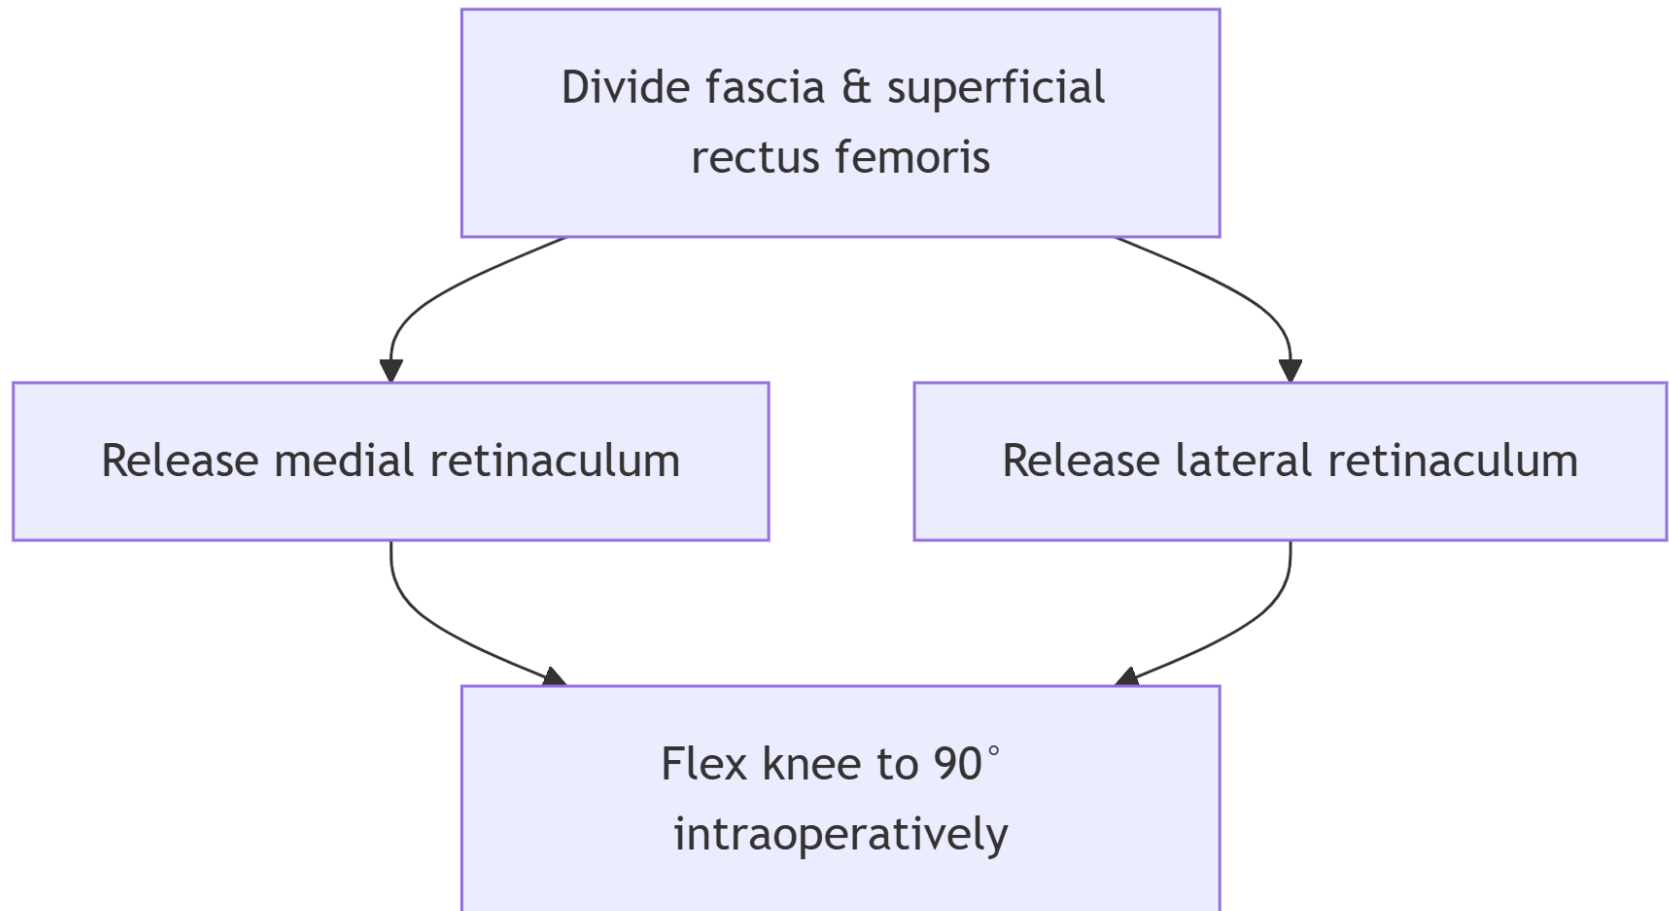 Divide fascia & superficial
rectus femoris
Release medial retinaculum
Release lateral retinaculum
Flex knee to 90°
intraoperatively